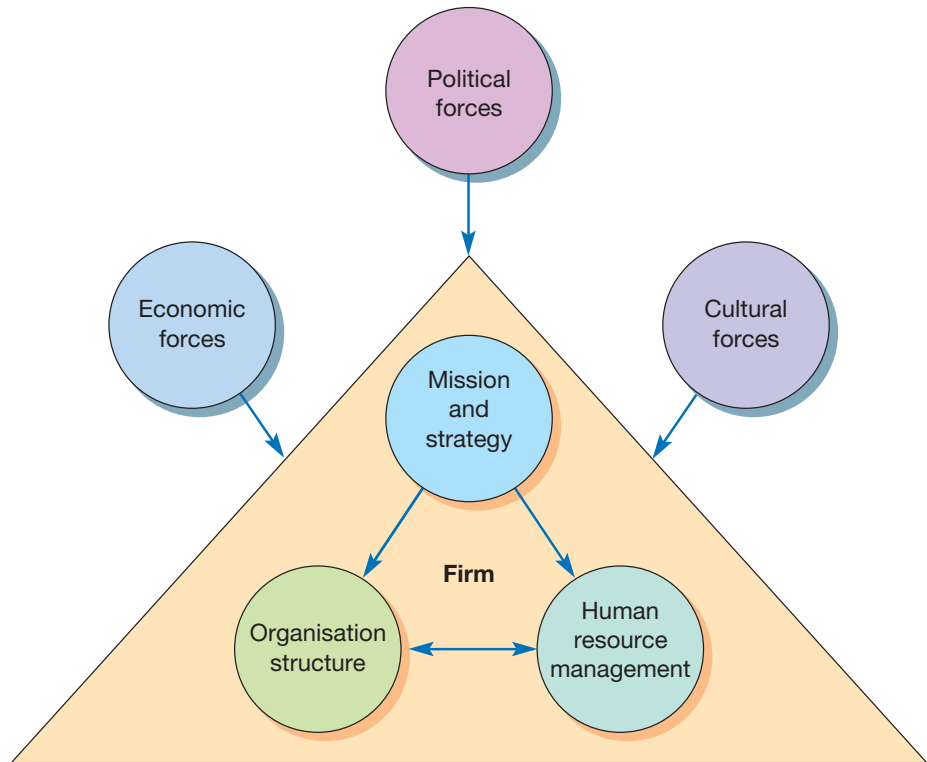 Political
forces
Economic
forces
Cultural
forces
Mission
and
strategy
Firm
Organisation
structure
Human
resource
management